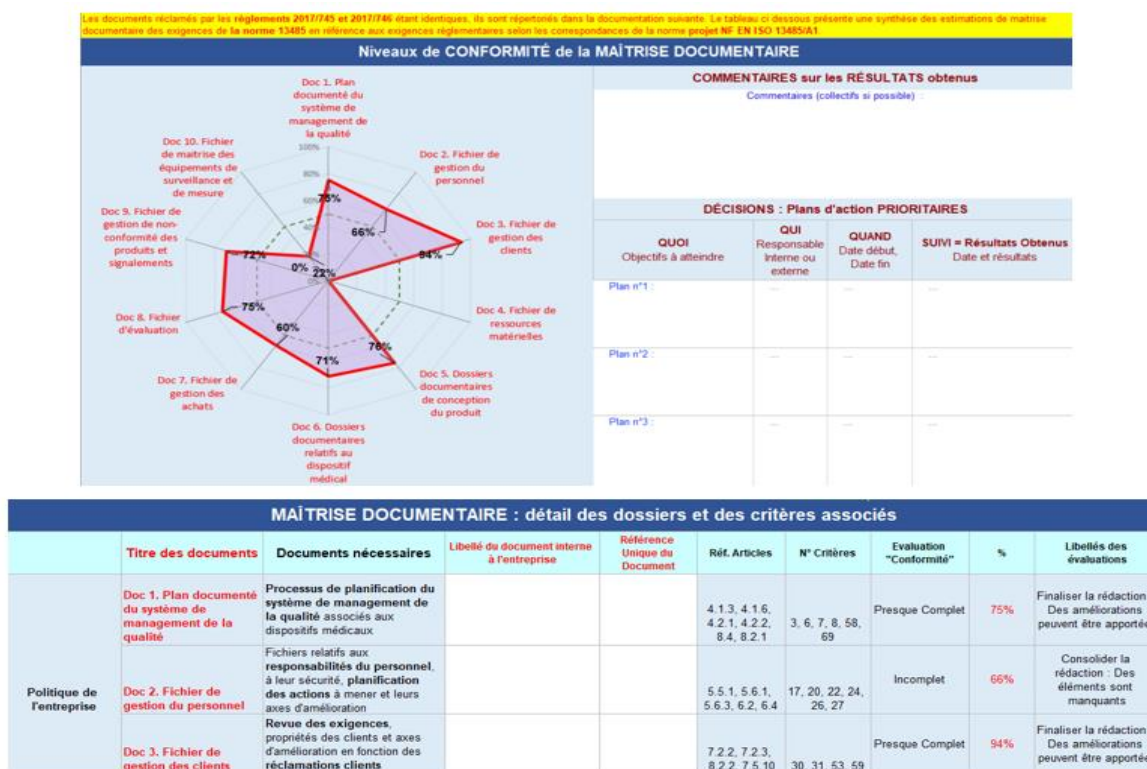 Les documents réclamés par les règlements 2017/745 et 2017/746 étant identiques, ils sont répertoriés dans la documentation suivante. Le tableau ci dessous présente une synthèse des estimations de maitrise
documentaire des exigences de la norme 13485 en référence aux exigences réglementaires selon les correspondances de la norme projet NF EN ISO 13485/A1.
Niveaux de CONFORMITÉ de la MAÎTRISE DOCUMENTAIRE
Doc 1. Plan
documenté du
système de
management de
la qualité
Doc 2. Fichier de
gestion du
personnel
Doc 3. Fichier de
gestion des
clients
Doc 4. Fichier de
ressources
matérielles
Doc 5. Dossiers
documentaires
de conception
du produit
Doc 6. Dossiers
documentaires
relatifs au
dispositif
médical
Doc 7. Fichier de
gestion des
achats
Doc 8. Fichier
d'évaluation
Doc 9. Fichier de
gestion de non-
conformité des
produits et
signalements
Doc 10. Fichier
de maitrise des
équipements de
surveillance et
de mesure
100%
80%
60%
40%
0%
75%
66%
94%
0%
76%
71%
60%
75%
72%
22%
COMMENTAIRES sur les RÉSULTATS obtenus
Commentaires (collectifs si possible) :
DÉCISIONS : Plans d'action PRIORITAIRES
QUOI
Objectifs à atteindre
QUI
Responsable
Interne ou
externe
QUAND
Date début,
Date fin
SUIVI = Résultats Obtenus
Date et résultats
Plan n°1 : ... ... ...
Plan n°2 : ... ... ...
Plan n°3 : ... ... ...
MAÎTRISE DOCUMENTAIRE : détail des dossiers et des critères associés
Titre des documents
Documents nécessaires
Libellé du document interne
à l'entreprise
Référence
Unique du
Document
Réf. Articles
N° Critères
Evaluation
"Conformité"
%
Libellés des
évaluations
Politique de
l'entreprise
Doc 1. Plan documenté
du système de
management de la
qualité
Processus de planification du
système de management de
la qualité associés aux
dispositifs médicaux
4.1.3, 4.1.6,
4.2.1, 4.2.2,
8.4, 8.2.1
3, 6, 7, 8, 58,
69
Presque Complet
75%
Finaliser la rédaction
Des améliorations
peuvent être apportée
Doc 2. Fichier de
gestion du personnel
Fichiers relatifs aux
responsabilités du personnel,
à leur sécurité, planification
des actions à mener et leurs
axes d'amélioration
5.5.1, 5.6.1,
5.6.3, 6.2, 6.4
17, 20, 22, 24,
26, 27
Incomplet
66%
Consolider la
rédaction : Des
éléments sont
manquants
Doc 3. Fichier de
gestion des clients
Revue des exigences,
propriétés des clients et axes
d'amélioration en fonction des
réclamations clients
7.2.2, 7.2.3,
8.2.2, 7.5.10
30, 31, 53, 59
Presque Complet
94%
Finaliser la rédaction
Des améliorations
peuvent être apportée